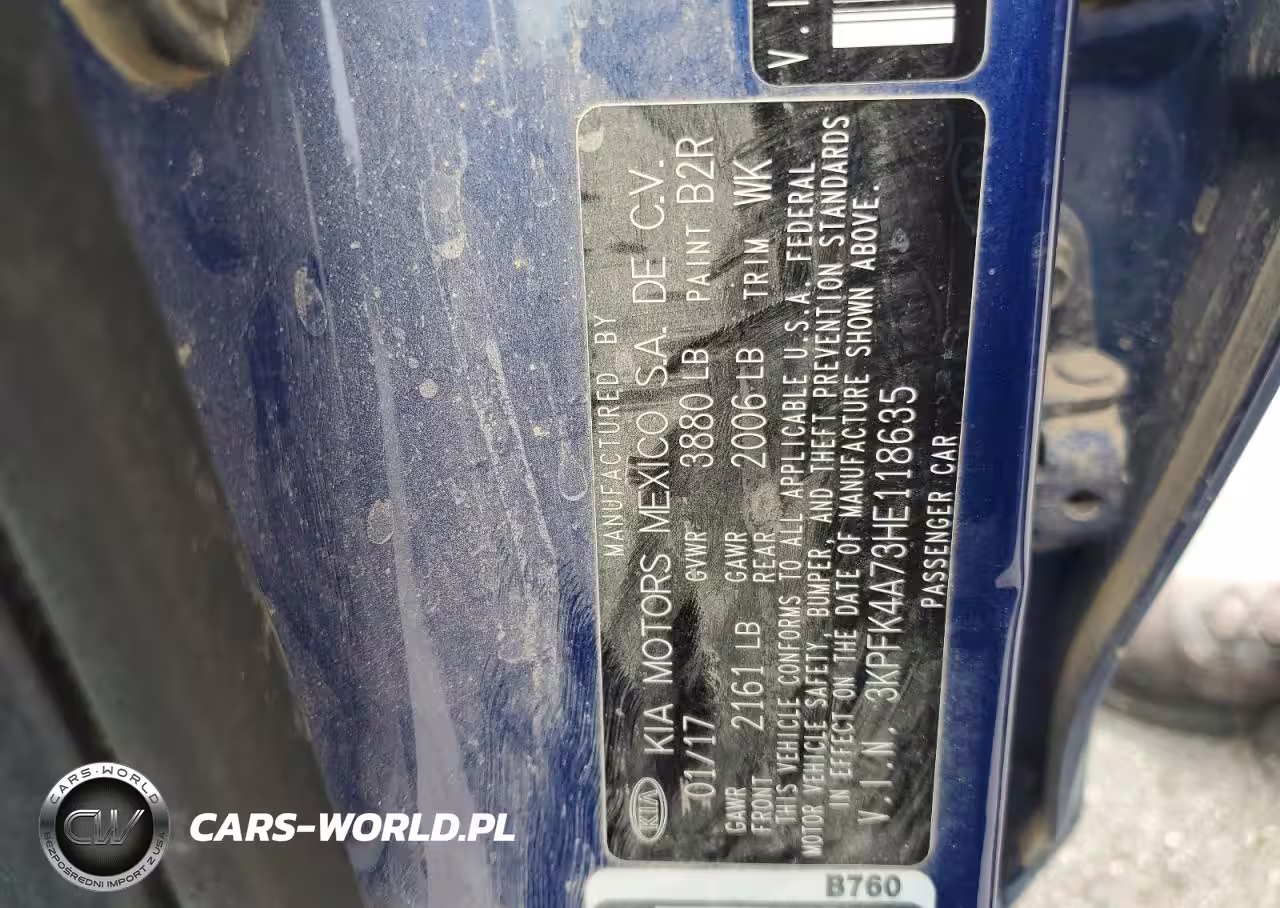 MANUFACTURED BY
KIA KIA MOTORS MEXICO S.A. DE C.V.
01/17 GVWR 3880 LB PAINT B2R
GAWR FRONT 2161 LB GAWR REAR 2006 LB TRIM WK
THIS VEHICLE CONFORMS TO ALL APPLICABLE U.S.A. FEDERAL
MOTOR VEHICLE SAFETY, BUMPER, AND THEFT PREVENTION STANDARDS
IN EFFECT ON THE DATE OF MANUFACTURE SHOWN ABOVE.
V.I.N. 3KPFK4A73HE118635
PASSENGER CAR
B760
CARS-WORLD
CW
BEZPOŚREDNI IMPORT Z USA
CARS-WORLD.PL